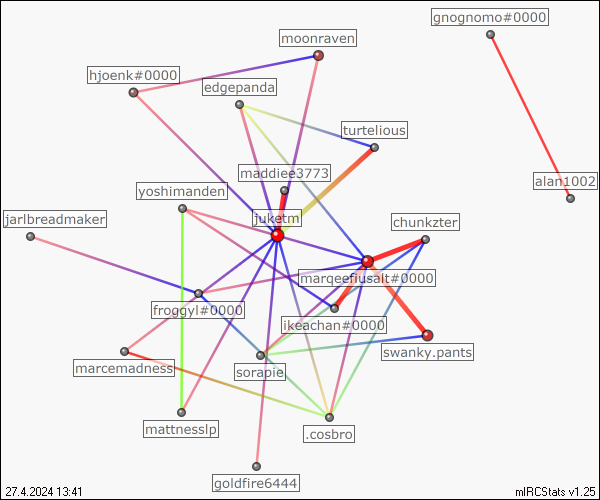 gnognomo#0000
moonraven
hjoenk#0000
edgepanda
turtelious
maddiee3773
alan1002
yoshimanden
jarlbreadmaker
juketm
chunkzter
marqeefiusalt#0000
froggyl#0000
ikeachan#0000
swanky.pants
marcemadness
sorapie
mattnesslp
.cosbro
goldfire6444
27.4.2024 13:41
mIRCStats v1.25